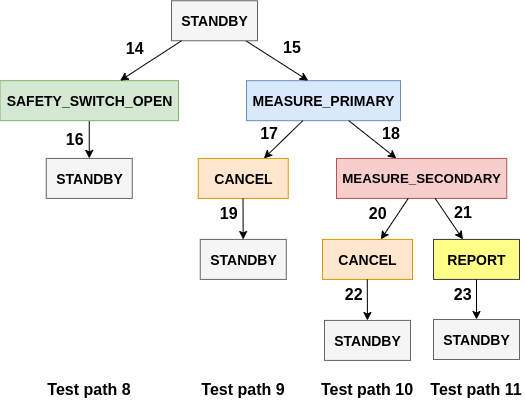 STANDBY
14
15
SAFETY_SWITCH_OPEN
MEASURE_PRIMARY
16
17
18
STANDBY
CANCEL
MEASURE_SECONDARY
19
20
21
STANDBY
CANCEL
REPORT
22
23
STANDBY
STANDBY
Test path 8
Test path 9
Test path 10
Test path 11